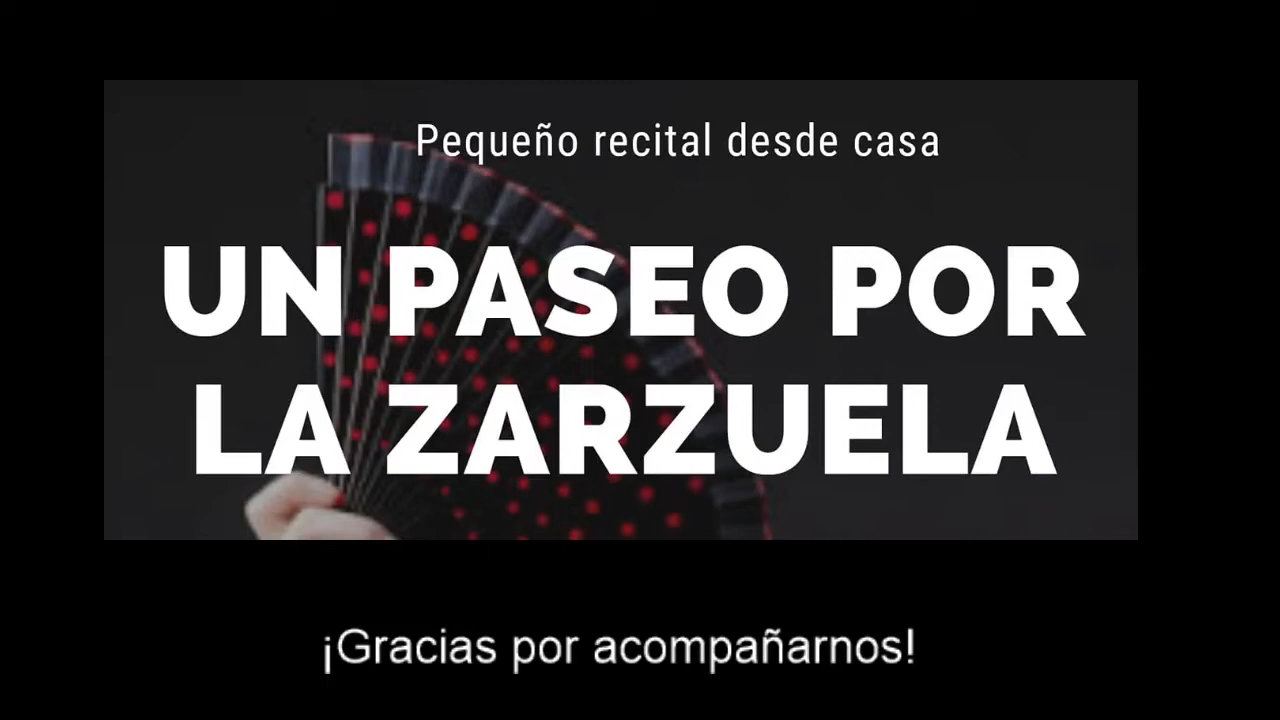 Pequeño recital desde casa
UN PASEO POR
LA ZARZUELA
¡Gracias por acompañarnos!